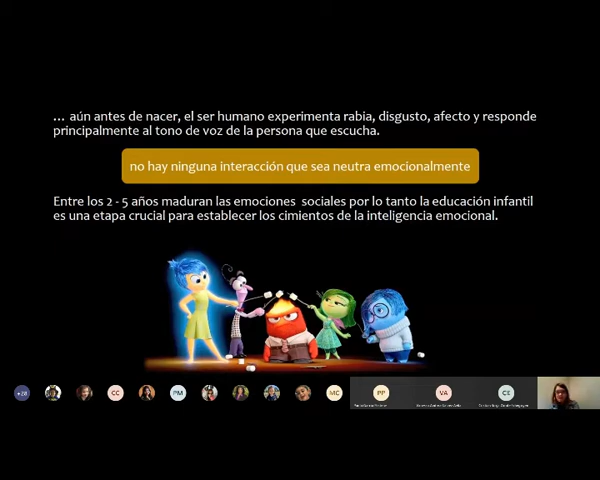 ... aún antes de nacer, el ser humano experimenta rabia, disgusto, afecto y responde
principalmente al tono de voz de la persona que escucha.
no hay ninguna interacción que sea neutra emocionalmente
Entre los 2 - 5 años maduran las emociones sociales por lo tanto la educación infantil
es una etapa crucial para establecer los cimientos de la inteligencia emocional.
+28 CC PM MC PP VA CE